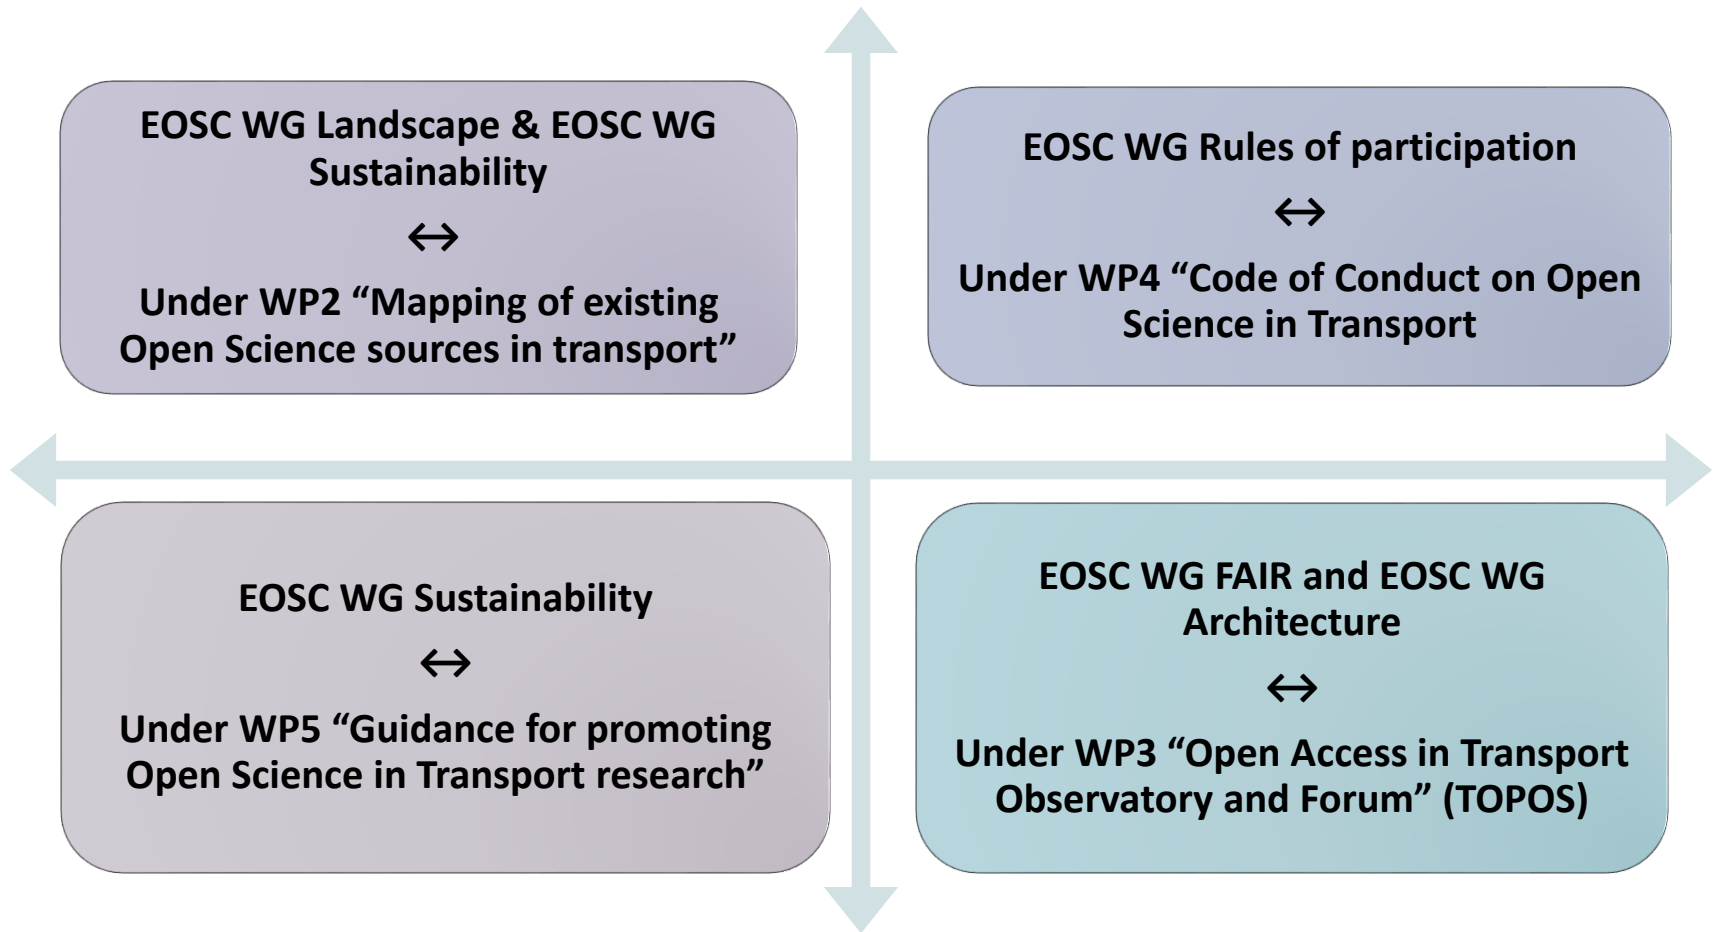 EOSC WG Landscape & EOSC WG
Sustainability
↔
Under WP2 “Mapping of existing
Open Science sources in transport”
EOSC WG Rules of participation
↔
Under WP4 “Code of Conduct on Open
Science in Transport
EOSC WG Sustainability
↔
Under WP5 “Guidance for promoting
Open Science in Transport research”
EOSC WG FAIR and EOSC WG
Architecture
↔
Under WP3 “Open Access in Transport
Observatory and Forum” (TOPOS)